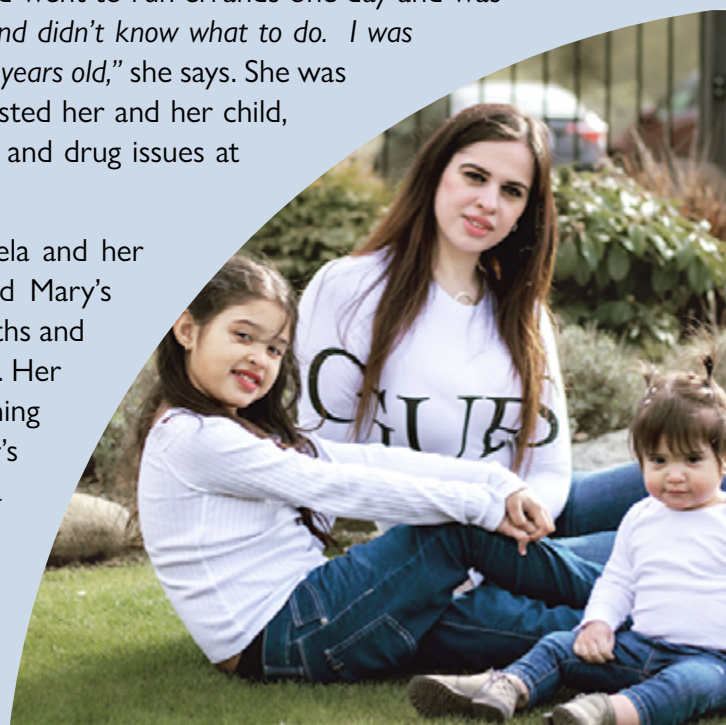 went to run errands one day and was
nd didn't know what to do. I was
years old," she says. She was
sted her and her child,
and drug issues at
ela and her
d Mary's
ths and
. Her
ning
's